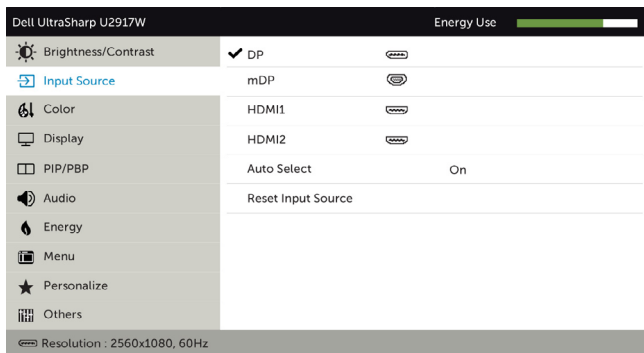 Dell UltraSharp U2917W Energy Use
Brightness/Contrast
Input Source
Color
Display
PIP/PBP
Audio
Energy
Menu
Personalize
Others
DP
mDP
HDMI1
HDMI2
Auto Select On
Reset Input Source
Resolution : 2560x1080, 60Hz